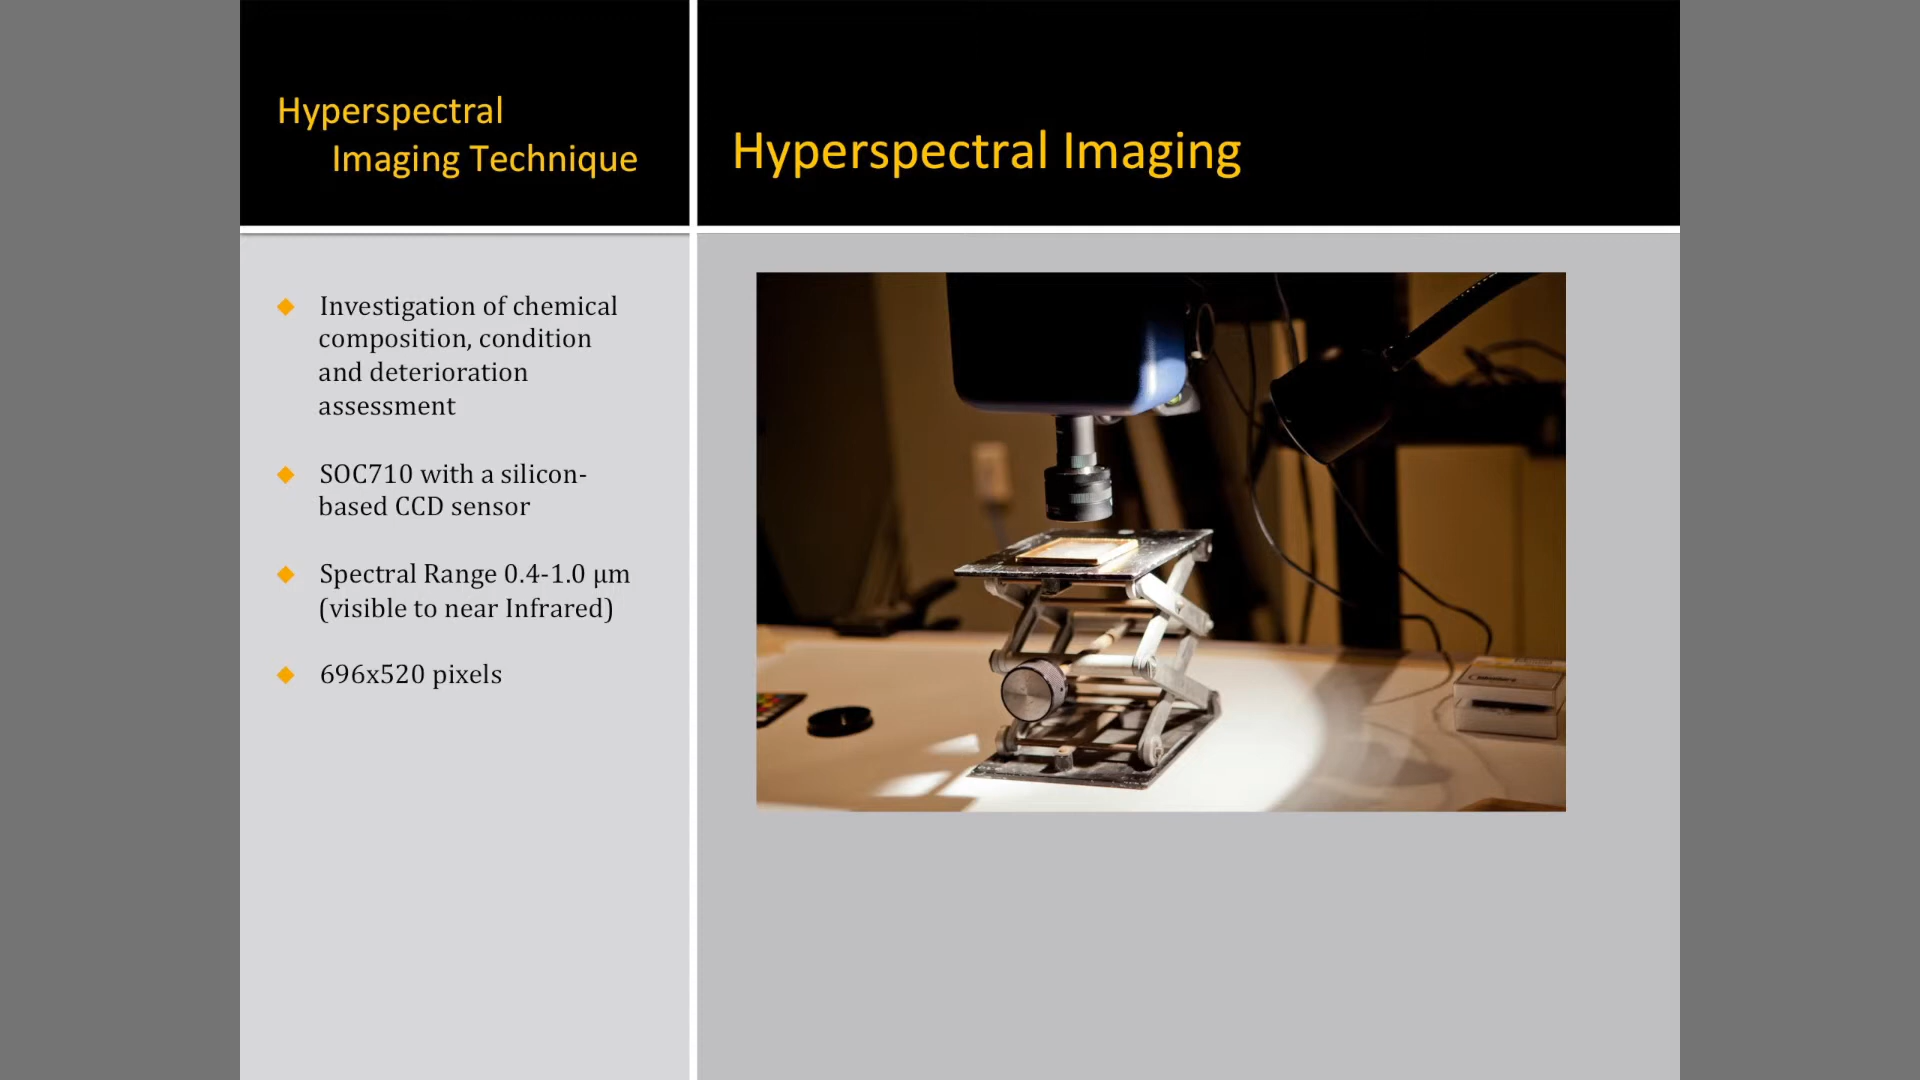 Hyperspectral
Imaging Technique
Hyperspectral Imaging
Investigation of chemical
composition, condition
and deterioration
assessment
SOC710 with a silicon-
based CCD sensor
Spectral Range 0.4-1.0 μm
(visible to near Infrared)
696x520 pixels